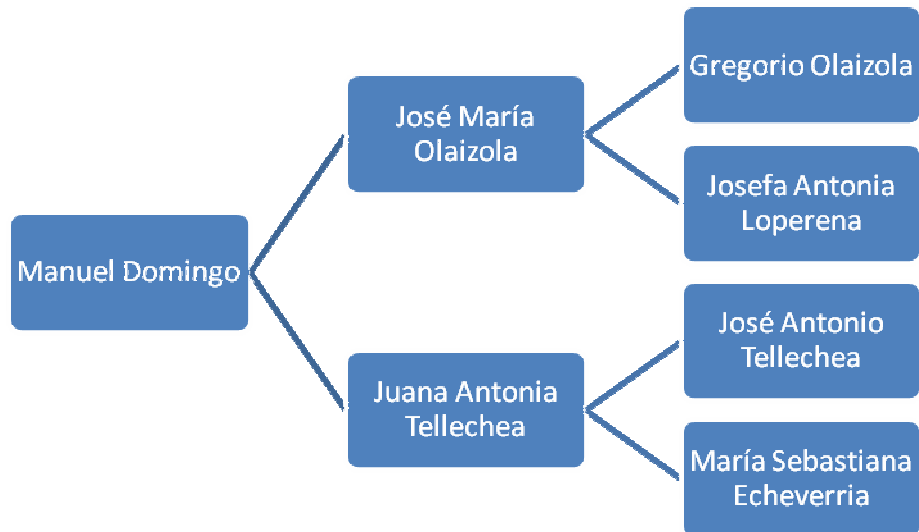 Manuel Domingo
José María
Olaizola
Juana Antonia
Tellechea
Gregorio Olaizola
Josefa Antonia
Loperena
José Antonio
Tellechea
María Sebastiana
Echeverria